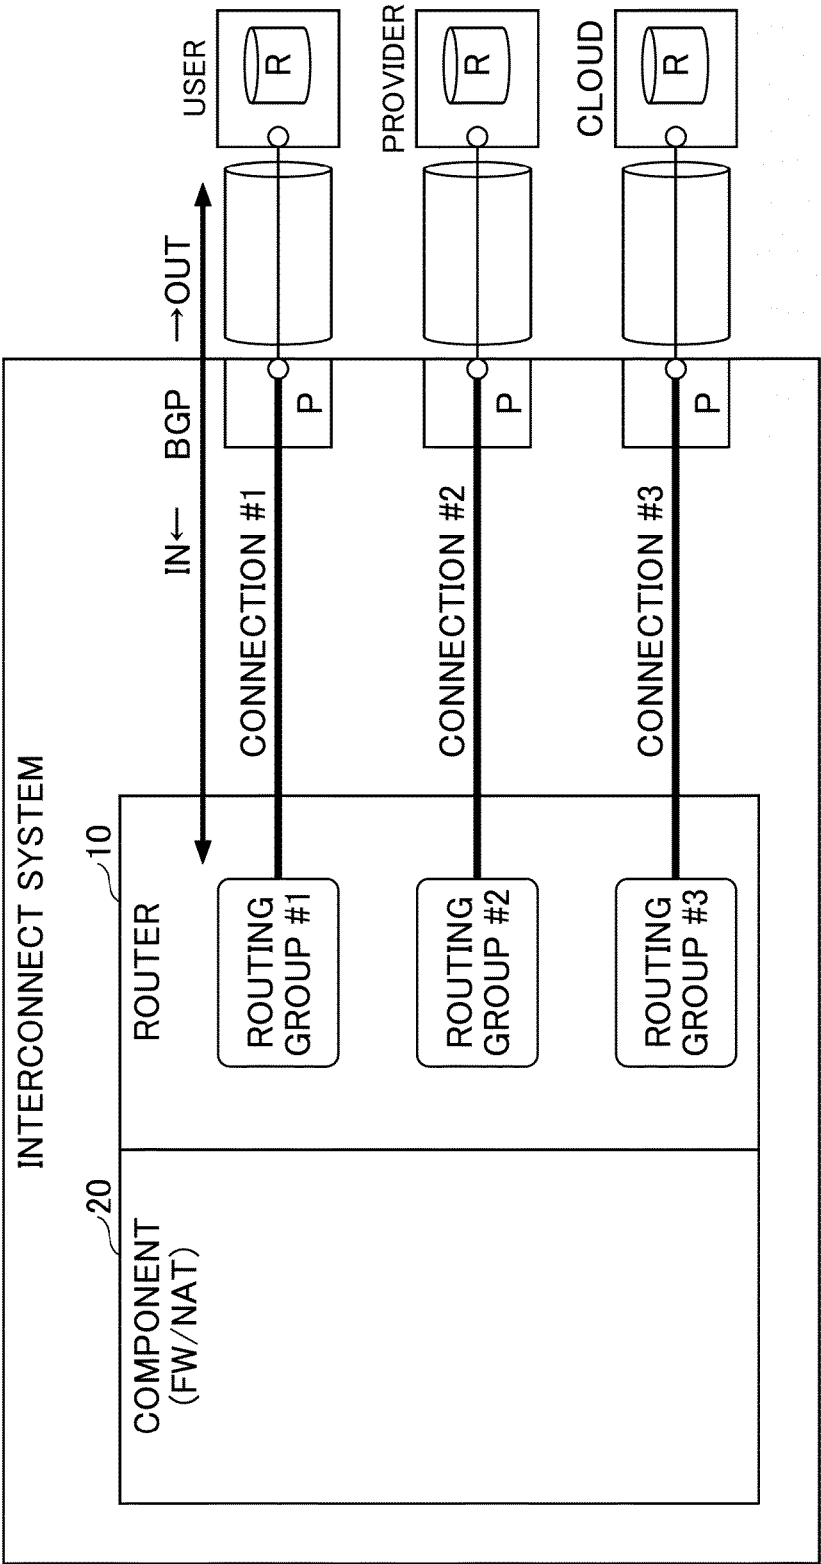 INTERCONNECT SYSTEM
20
COMPONENT
(FW/NAT)
10
ROUTER
IN← BGP →OUT
ROUTING
GROUP #1
CONNECTION #1
P
USER
R
ROUTING
GROUP #2
CONNECTION #2
P
PROVIDER
R
ROUTING
GROUP #3
CONNECTION #3
P
CLOUD
R